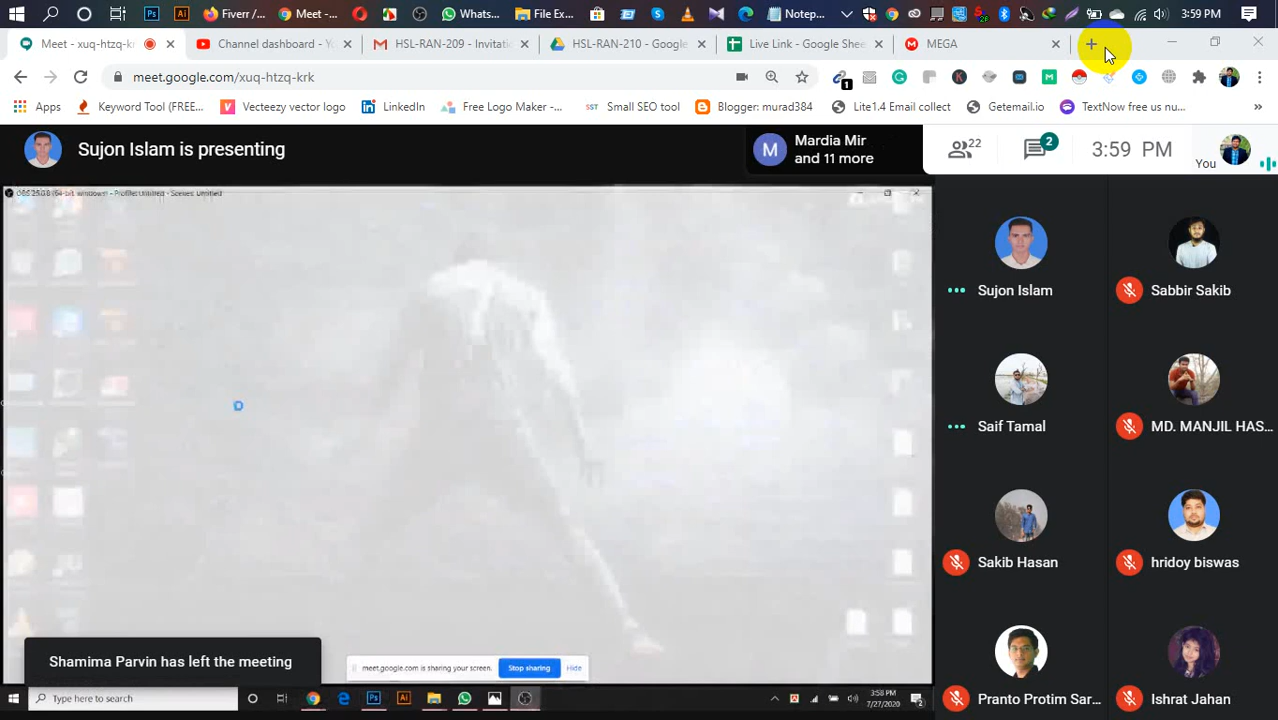 Fiverr /
Meet -
Whats...
File Ex...
Notep...
3:59 PM
Meet - xuq-htzq-k
Channel dashboard - Y
HSL-RAN-209 - Invitati
HSL-RAN-210 - Google
Live Link - Google Shee
MEGA
meet.google.com/xuq-htzq-krk
1
Apps
Keyword Tool (FREE...
Vecteezy vector logo
LinkedIn
Free Logo Maker -...
SST
Small SEO tool
Blogger: murad384
Lite1.4 Email collect
Getemail.io
TextNow free us nu...
»
Sujon Islam is presenting
M
Mardia Mir
and 11 more
22
2
3:59 PM
You
Sujon Islam
Sabbir Sakib
Saif Tamal
MD. MANJIL HAS...
Sakib Hasan
hridoy biswas
Pranto Protim Sar...
Ishrat Jahan
Shamima Parvin has left the meeting
meet.google.com is sharing your screen.
Stop sharing
Hide
Type here to search
3:58 PM
7/27/2020
2